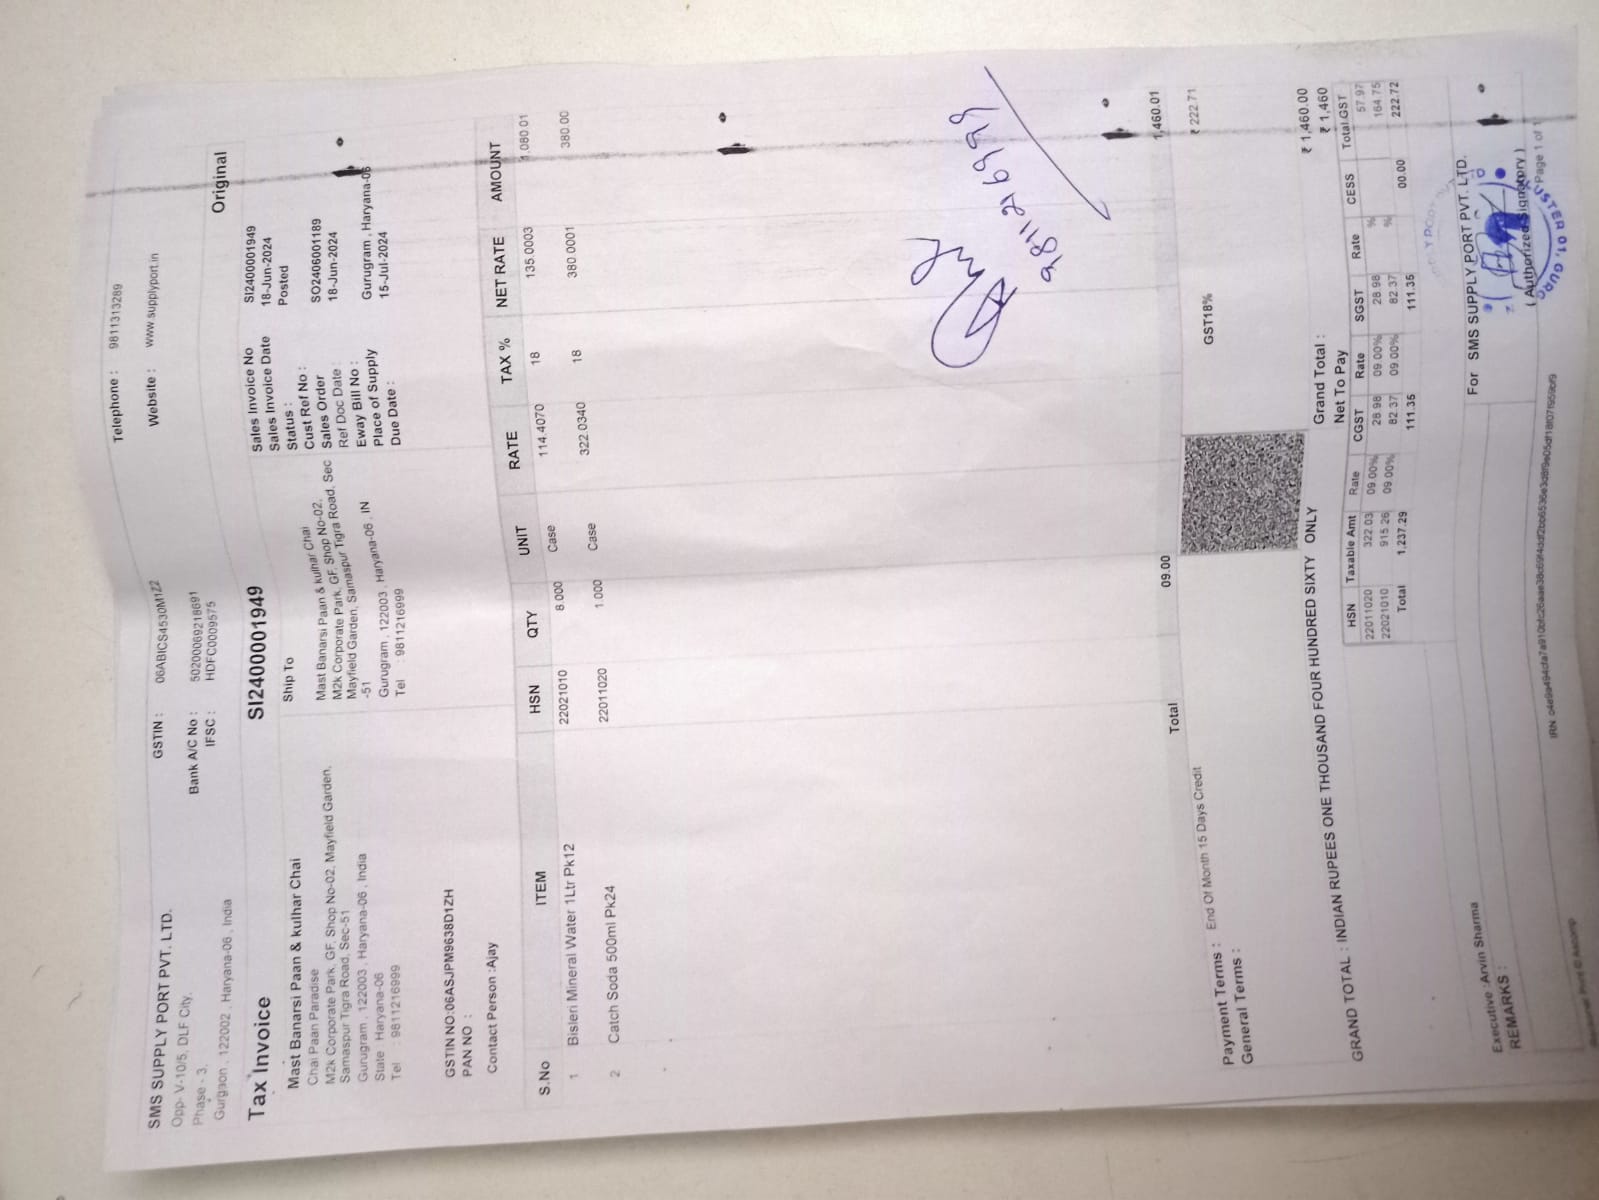 SMS SUPPLY PORT PVT. LTD.
Opp- V-10/5, DLF City,
Phase - 3,
Gurgaon , 122002 , Haryana-06 , India
GSTIN : 06ABICS4530M1ZZ
Bank A/C No : 50200069218691
IFSC : HDFC0009575
Telephone : 9811313289
Website : www.supplyport.in
Tax Invoice
SI2400001949
Original
Mast Banarsi Paan & kulhar Chai
Chai Paan Paradise
M2k Corporate Park, GF, Shop No-02, Mayfield Garden,
Samaspur Tigra Road, Sec-51
Gurugram , 122003 , Haryana-06 , India
State : Haryana-06
Tel : 9811216999
GSTIN NO:06ASJPM9638D1ZH
PAN NO :
Contact Person :Ajay
Ship To
Mast Banarsi Paan & kulhar Chai
M2k Corporate Park, GF, Shop No-02,
Mayfield Garden, Samaspur Tigra Road, Sec
-51
Gurugram , 122003 , Haryana-06 , IN
Tel : 9811216999
Sales Invoice No SI2400001949
Sales Invoice Date 18-Jun-2024
Status : Posted
Cust Ref No :
Sales Order SO2406001189
Ref Doc Date : 18-Jun-2024
Eway Bill No :
Place of Supply Gurugram , Haryana-06
Due Date : 15-Jul-2024
S.No ITEM HSN QTY UNIT RATE TAX % NET RATE AMOUNT
1 Bisleri Mineral Water 1Ltr Pk12 22021010 8.000 Case 114.4070 18 135.0003 1,080.01
2 Catch Soda 500ml Pk24 22011020 1.000 Case 322.0340 18 380.0001 380.00
9811216999
Total 09.00 1,460.01
Payment Terms : End Of Month 15 Days Credit
General Terms :
GST18% ₹ 222.71
Grand Total : ₹ 1,460.00
Net To Pay ₹ 1,460
GRAND TOTAL : INDIAN RUPEES ONE THOUSAND FOUR HUNDRED SIXTY ONLY
HSN Taxable Amt Rate CGST Rate SGST Rate CESS Total GST
22011020 322.03 09.00% 28.98 09.00% 28.98 % 57.97
22021010 915.26 09.00% 82.37 09.00% 82.37 % 164.75
Total 1,237.29 111.35 111.35 00.00 222.72
Executive :Arvin Sharma
REMARKS :
For SMS SUPPLY PORT PVT. LTD.
( Authorized Signatory )
Page 1 of 1